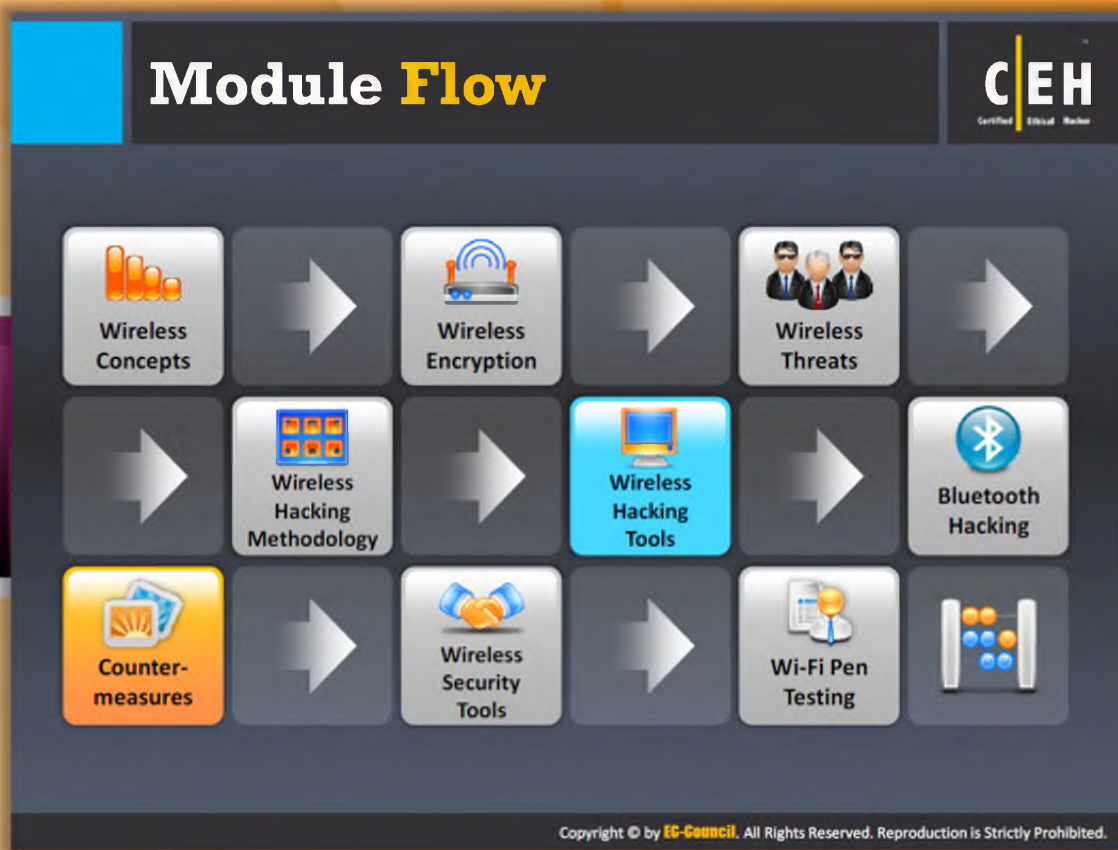 Module Flow
C EH
Certified Ethical Hacker
Wireless
Concepts
Wireless
Encryption
Wireless
Threats
Wireless
Hacking
Methodology
Wireless
Hacking
Tools
Bluetooth
Hacking
Counter-
measures
Wireless
Security
Tools
Wi-Fi Pen
Testing
Copyright © by EC-Council. All Rights Reserved. Reproduction is Strictly Prohibited.